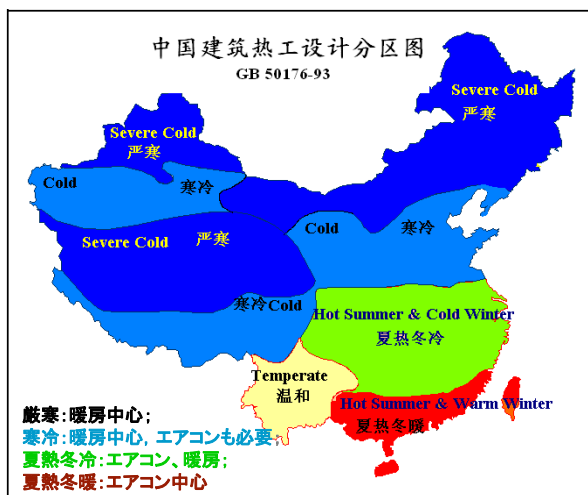 中国建筑热工设计分区图
GB 50176-93
Severe Cold
严寒
Severe Cold
严寒
Cold
寒冷
Cold
寒冷
Severe Cold
严寒
寒冷Cold
Hot Summer & Cold Winter
夏热冬冷
Temperate
温和
Hot Summer & Warm Winter
夏热冬暖
厳寒：暖房中心；
寒冷：暖房中心，エアコンも必要；
夏熱冬冷：エアコン、暖房；
夏熱冬暖：エアコン中心